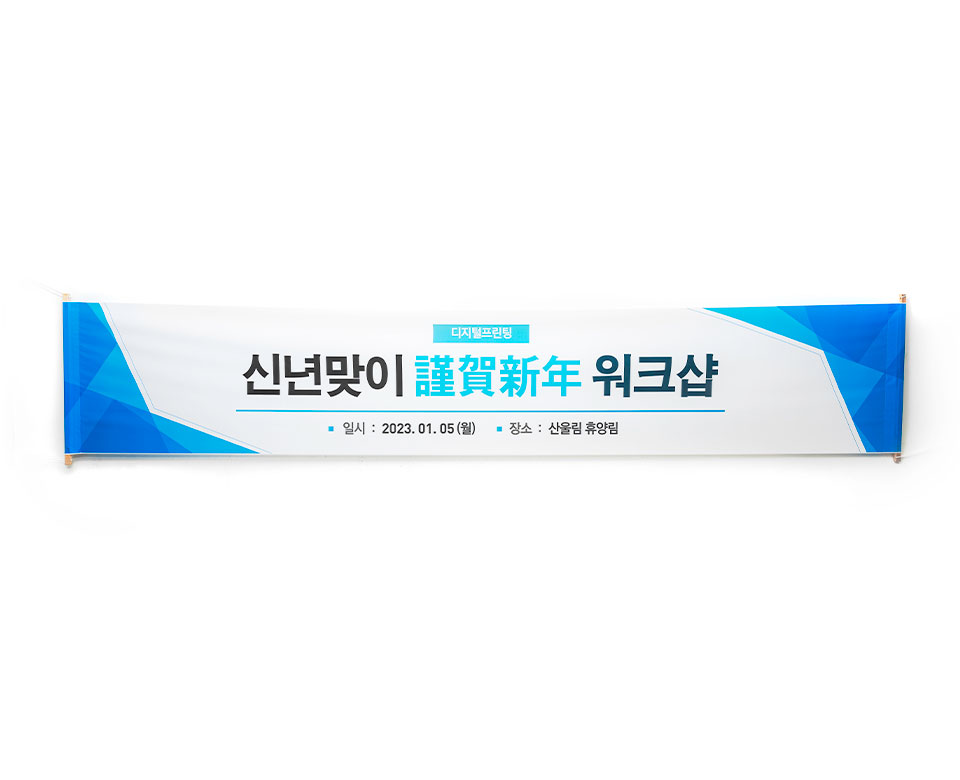 디지털프린팅
신년맞이 謹賀新年 워크샵
▪ 일시 : 2023. 01. 05 (월) ▪ 장소 : 산울림 휴양림